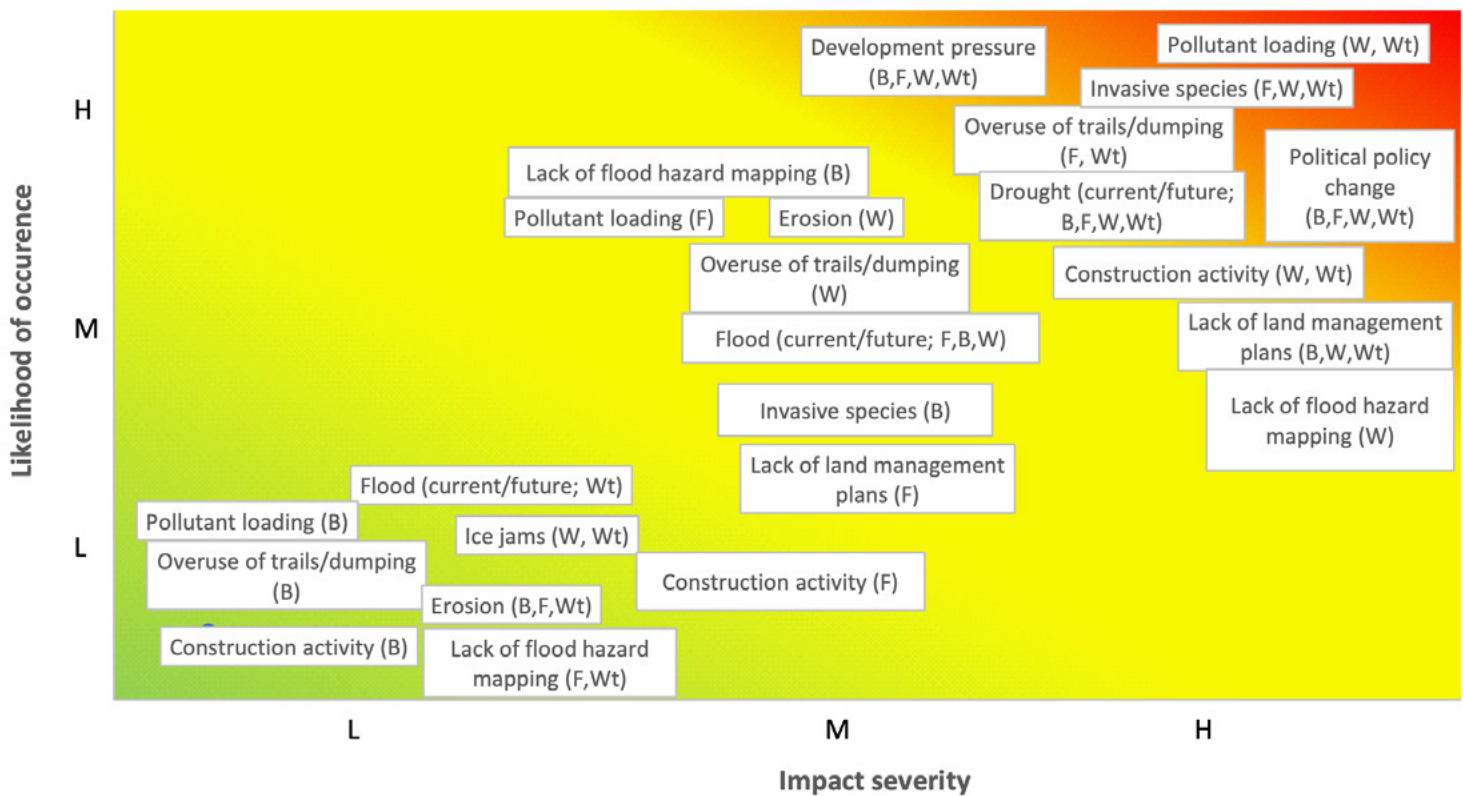 Development pressure
(B,F,W,Wt)
Pollutant loading (W, Wt)
Invasive species (F,W,Wt)
H
Overuse of trails/dumping
(F, Wt)
Political policy
change
(B,F,W,Wt)
Lack of flood hazard mapping (B)
Drought (current/future;
B,F,W,Wt)
Pollutant loading (F)
Erosion (W)
Overuse of trails/dumping
(W)
Construction activity (W, Wt)
M
Flood (current/future; F,B,W)
Lack of land management
plans (B,W,Wt)
Invasive species (B)
Lack of flood hazard
mapping (W)
Lack of land management
plans (F)
Flood (current/future; Wt)
Pollutant loading (B)
Ice jams (W, Wt)
L
Overuse of trails/dumping
(B)
Construction activity (F)
Erosion (B,F,Wt)
Construction activity (B)
Lack of flood hazard
mapping (F,Wt)
Likelihood of occurence
L
M
H
Impact severity